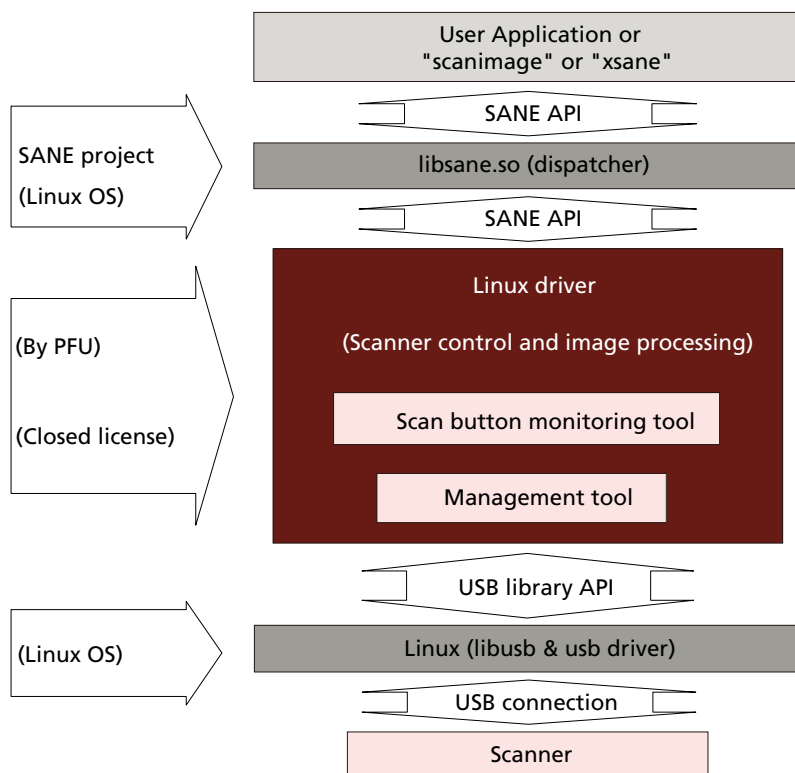 User Application or
"scanimage" or "xsane"
SANE API
SANE project
(Linux OS)
libsane.so (dispatcher)
SANE API
Linux driver
(By PFU)
(Scanner control and image processing)
(Closed license)
Scan button monitoring tool
Management tool
USB library API
(Linux OS)
Linux (libusb & usb driver)
USB connection
Scanner